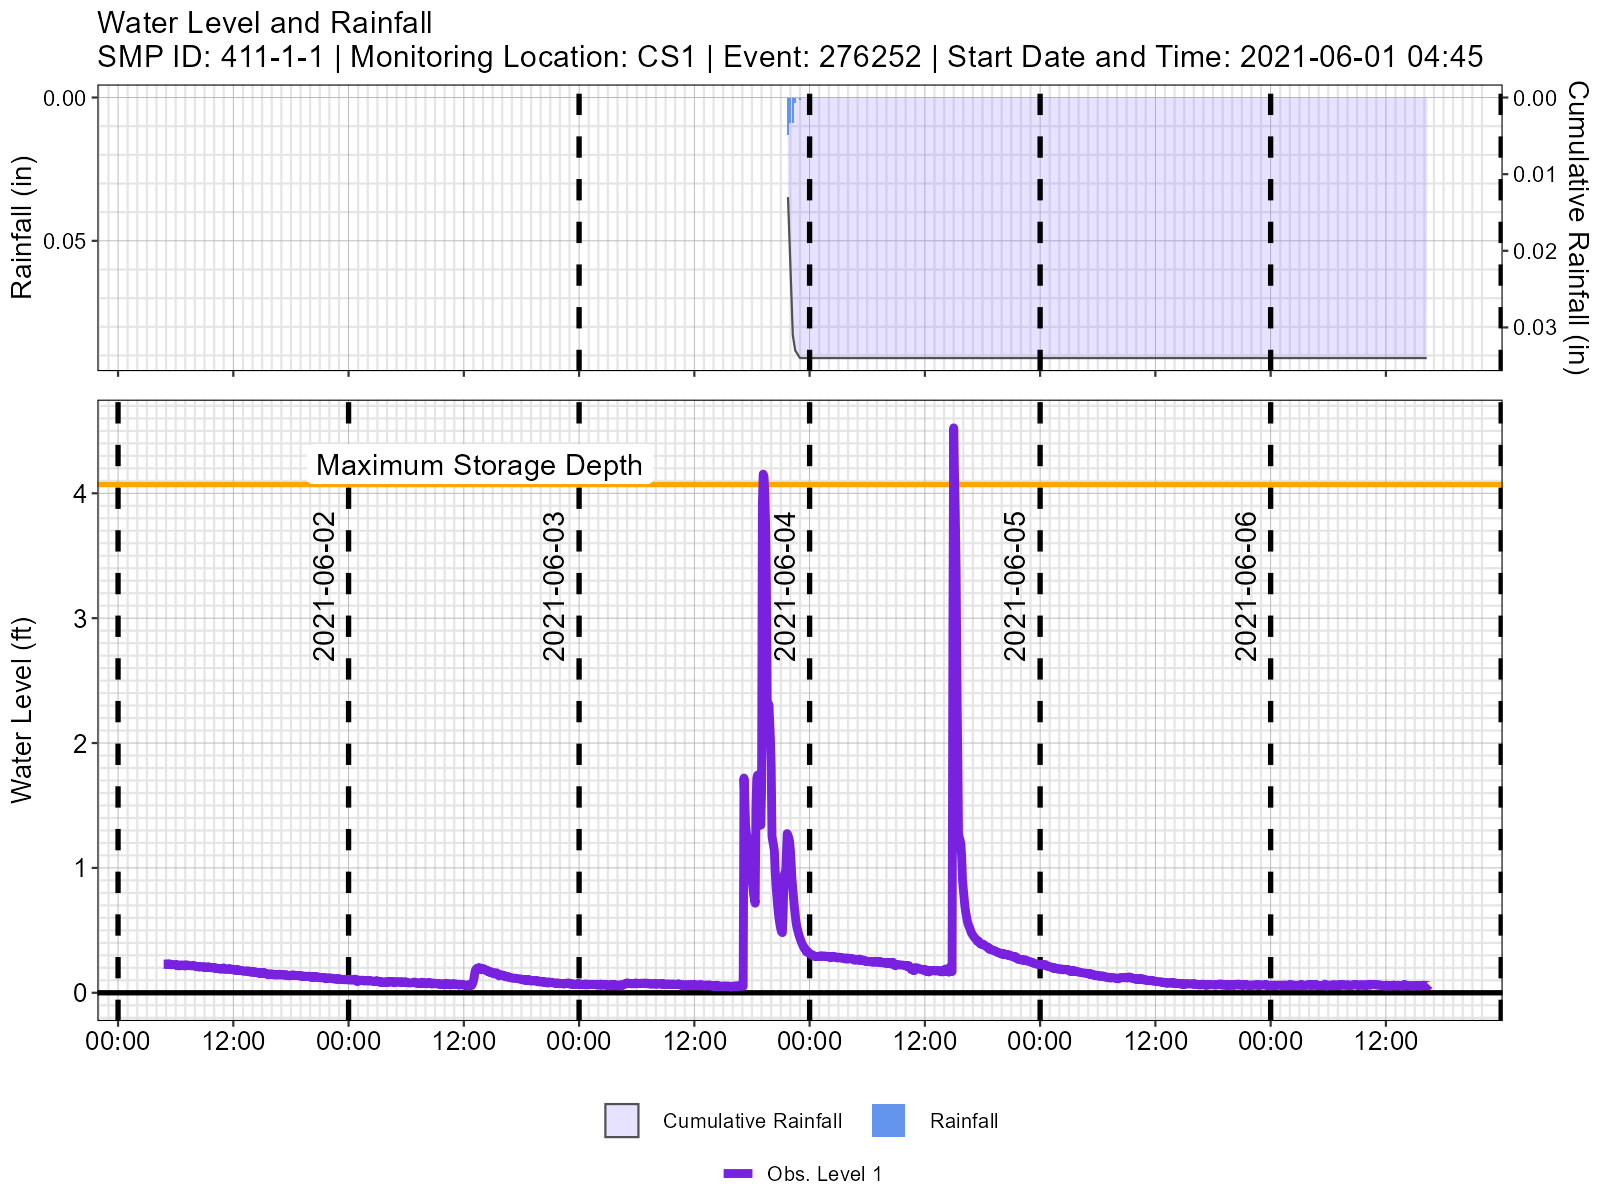 Water Level and Rainfall
SMP ID: 411-1-1 | Monitoring Location: CS1 | Event: 276252 | Start Date and Time: 2021-06-01 04:45
Rainfall (in)
0.00
0.05
0.00
0.01
0.02
0.03
Cumulative Rainfall (in)
Water Level (ft)
4
3
2
1
0
Maximum Storage Depth
2021-06-02
2021-06-03
2021-06-04
2021-06-05
2021-06-06
00:00 12:00 00:00 12:00 00:00 12:00 00:00 12:00 00:00 12:00 00:00 12:00
Cumulative Rainfall
Rainfall
Obs. Level 1